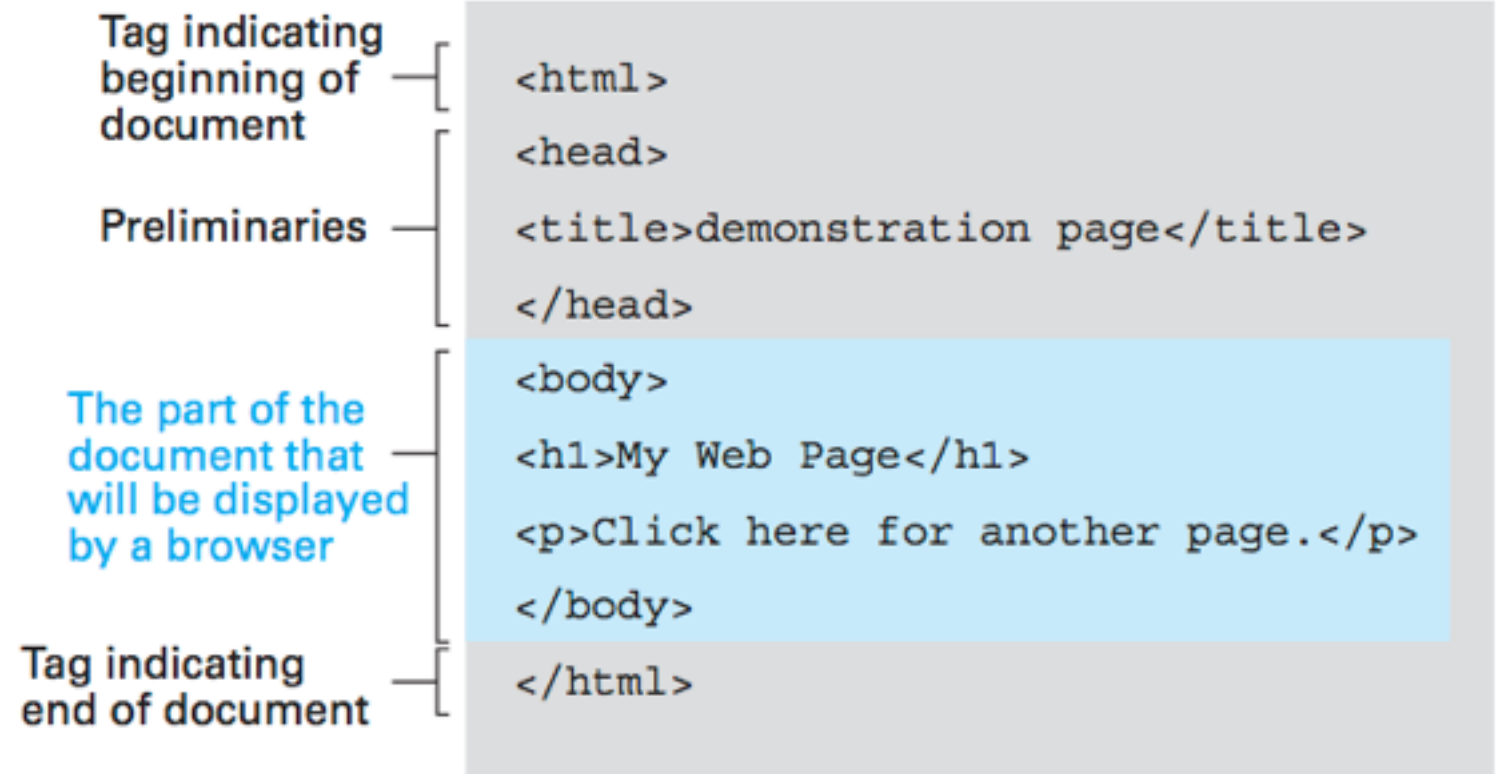 Tag indicating
beginning of
document
<html>
<head>
Preliminaries
<title>demonstration page</title>
</head>
The part of the
document that
will be displayed
by a browser
<body>
<h1>My Web Page</h1>
<p>Click here for another page.</p>
</body>
Tag indicating
end of document
</html>